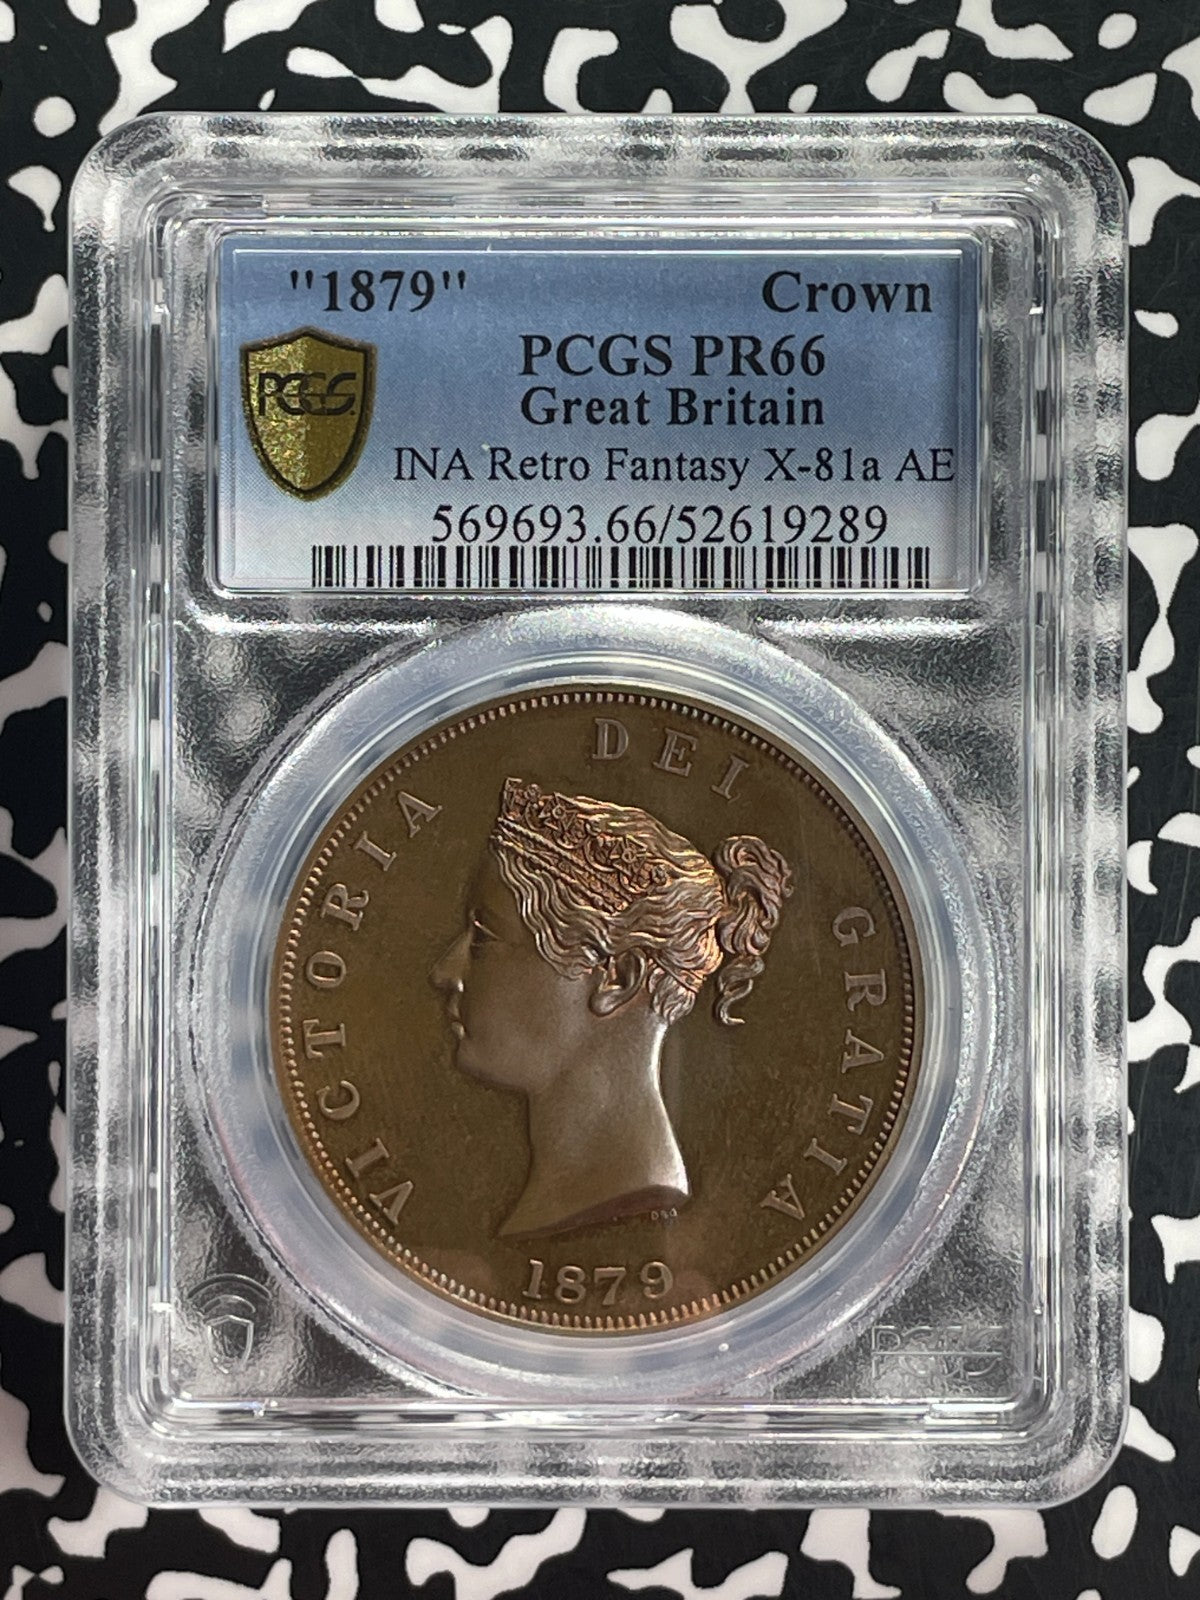 "1879" Crown
PCGS PR66
Great Britain
PCGS
INA Retro Fantasy X-81a AE
569693.66/52619289
VICTORIA DEI GRATIA
1879